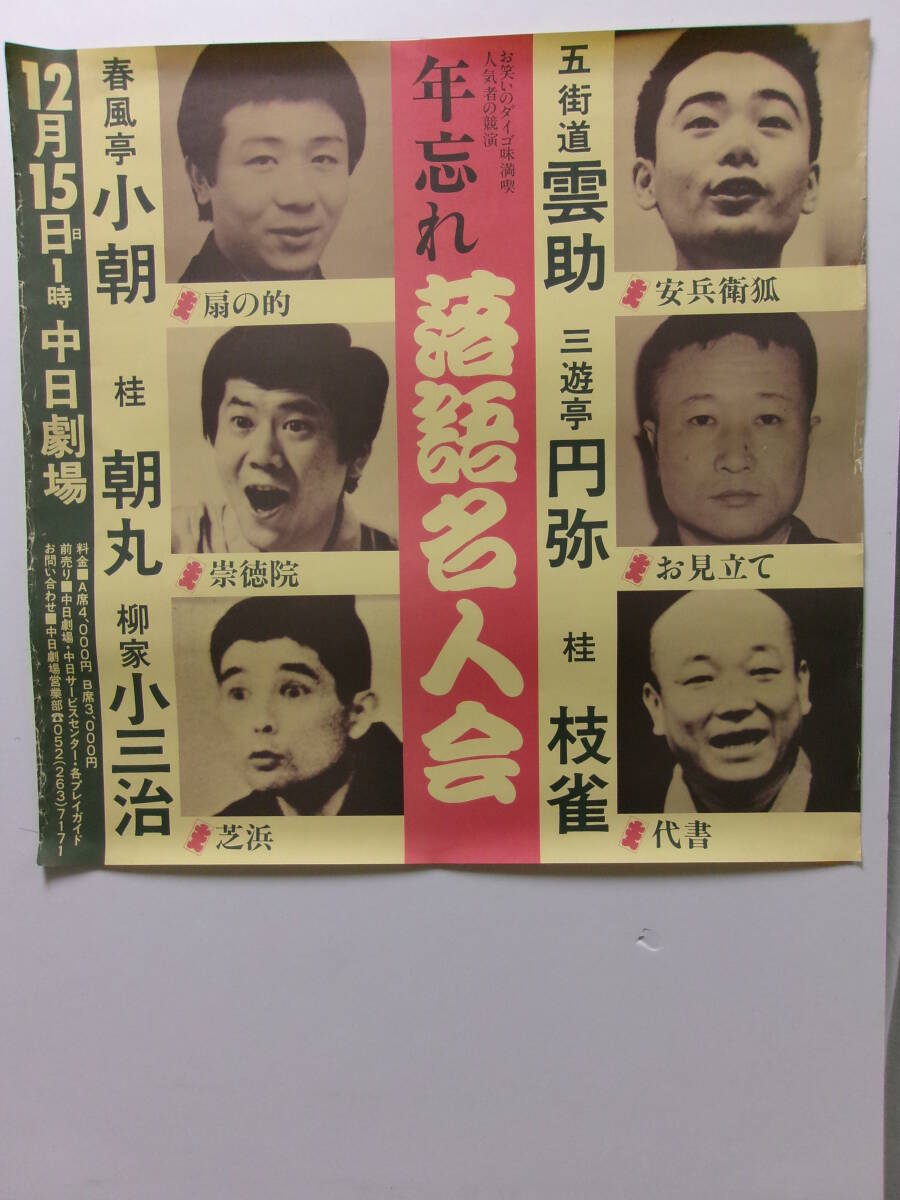 お笑いのダイゴ味満喫
人気者の競演
年忘れ
落語名人会
五街道
雲助
安兵衛狐
三遊亭
円弥
お見立て
桂
枝雀
代書
春風亭
小朝
扇の的
桂
朝丸
崇徳院
柳家
小三治
芝浜
12月15日(日)1時 中日劇場
料金■A席4,000円 B席3,000円
前売り■中日劇場・中日サービスセンター・各プレイガイド
お問い合わせ■中日劇場営業部☎052(263)7171